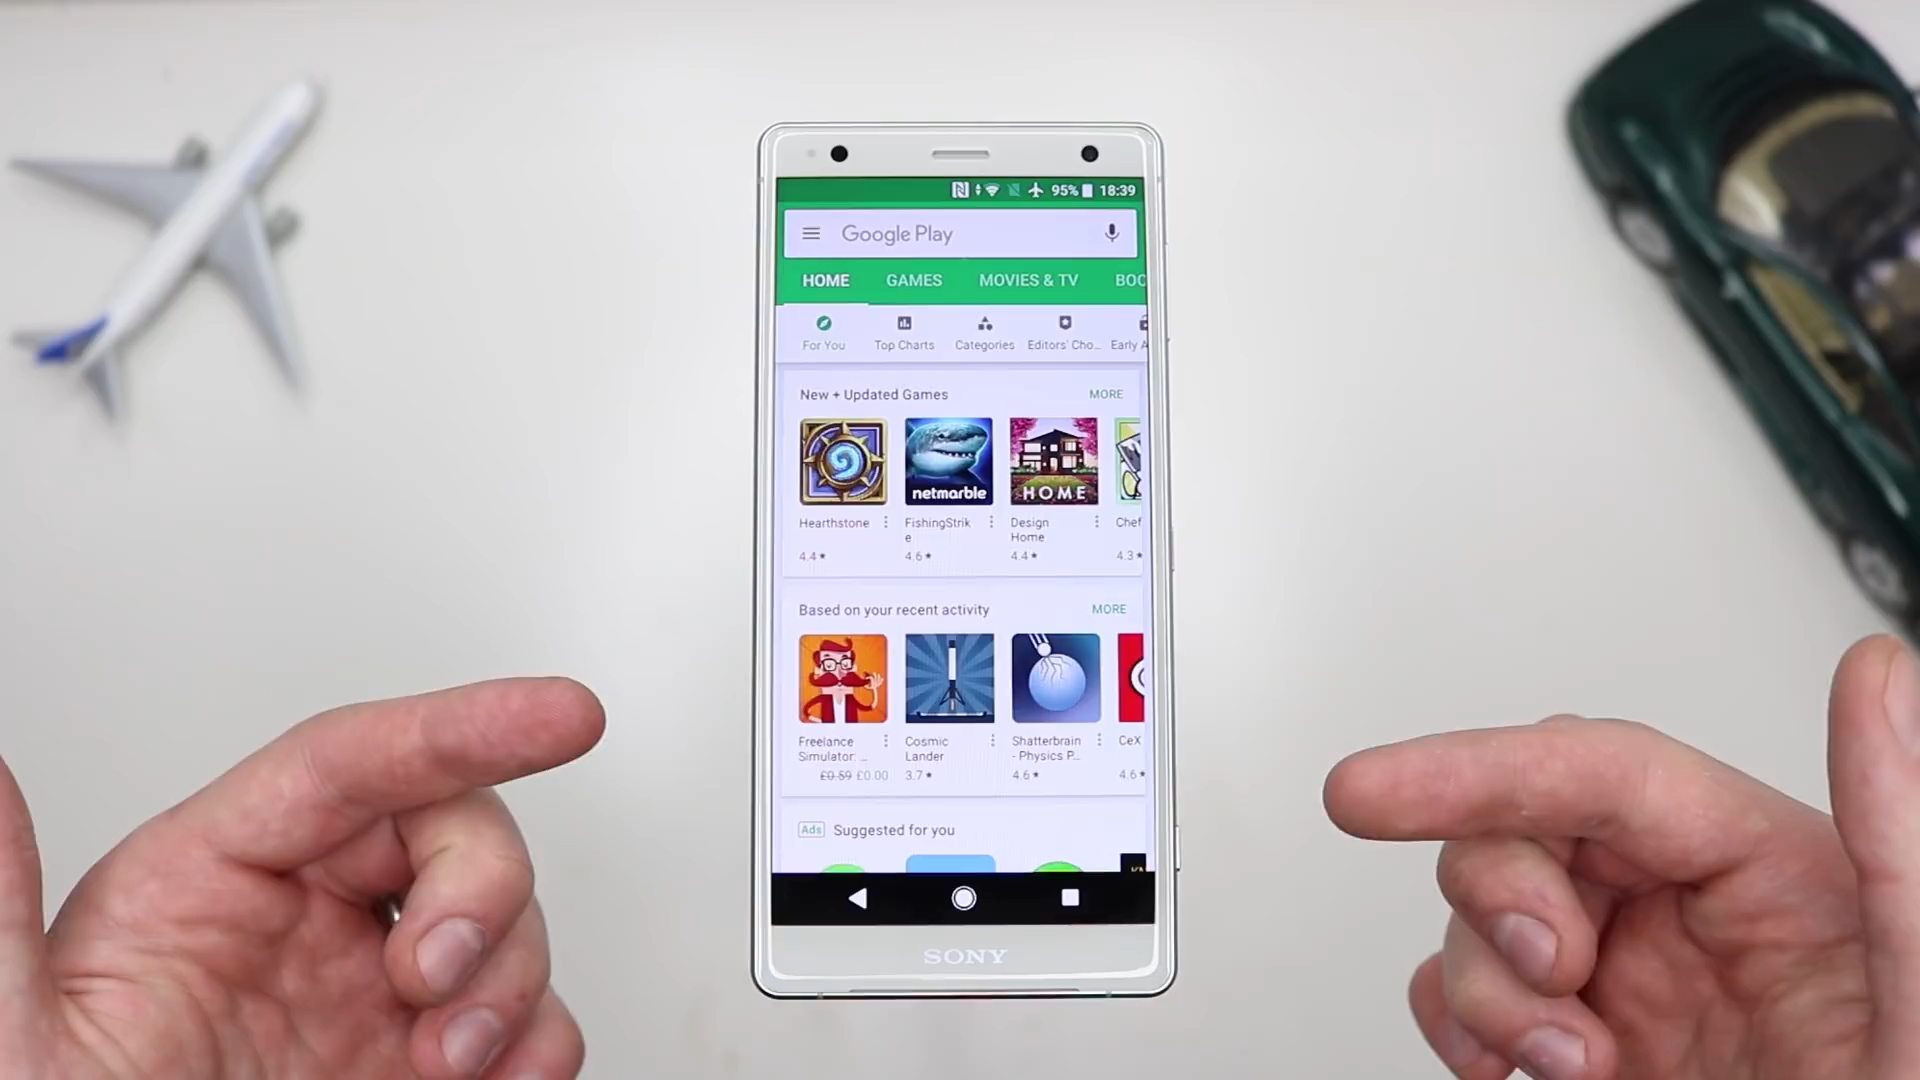 95% 18:39
Google Play
HOME GAMES MOVIES & TV BOO
For You Top Charts Categories Editors' Cho... Early A
New + Updated Games MORE
netmarble HOME
Hearthstone FishingStrik Design Chef
e Home
4.4★ 4.6★ 4.4★ 4.3★
Based on your recent activity MORE
Freelance Cosmic Shatterbrain CeX
Simulator: ... Lander - Physics P...
£0.59 £0.00 3.7★ 4.6★ 4.6★
Ads Suggested for you
SONY